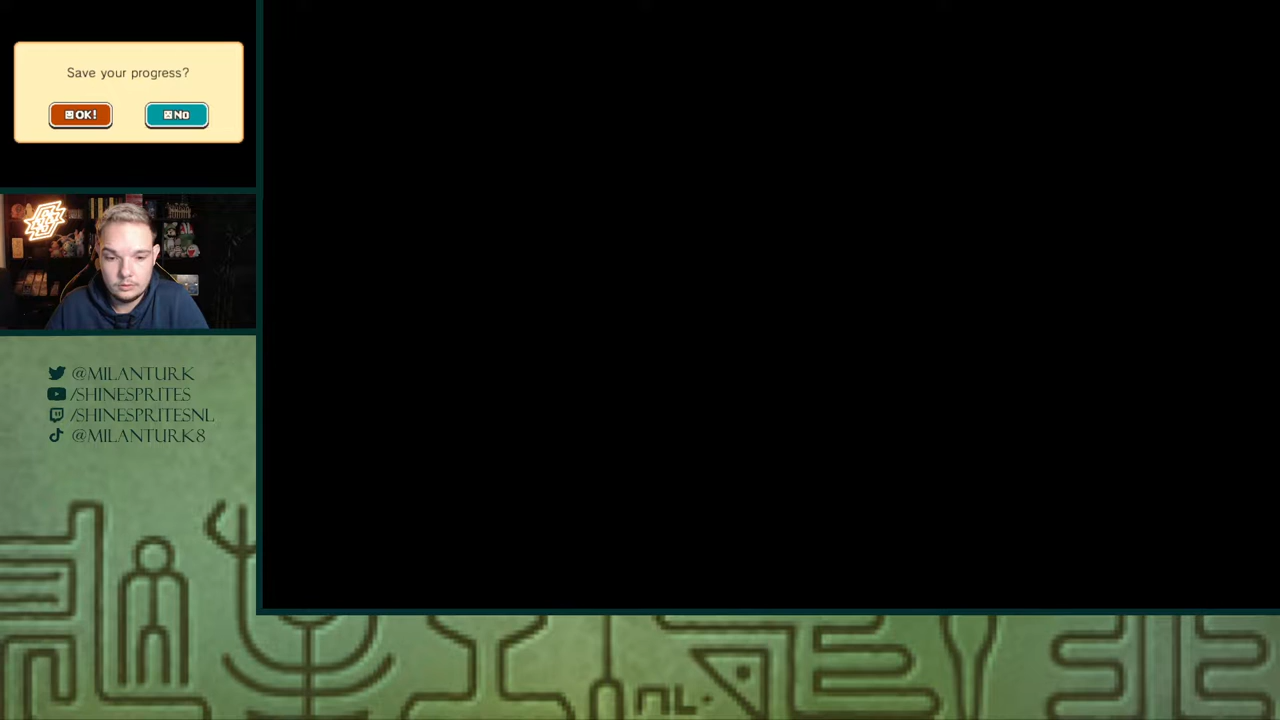 Save your progress?
OK!
NO
@MILANTURK
/SHINESPRITES
/SHINESPRITESNL
@MILANTURK8